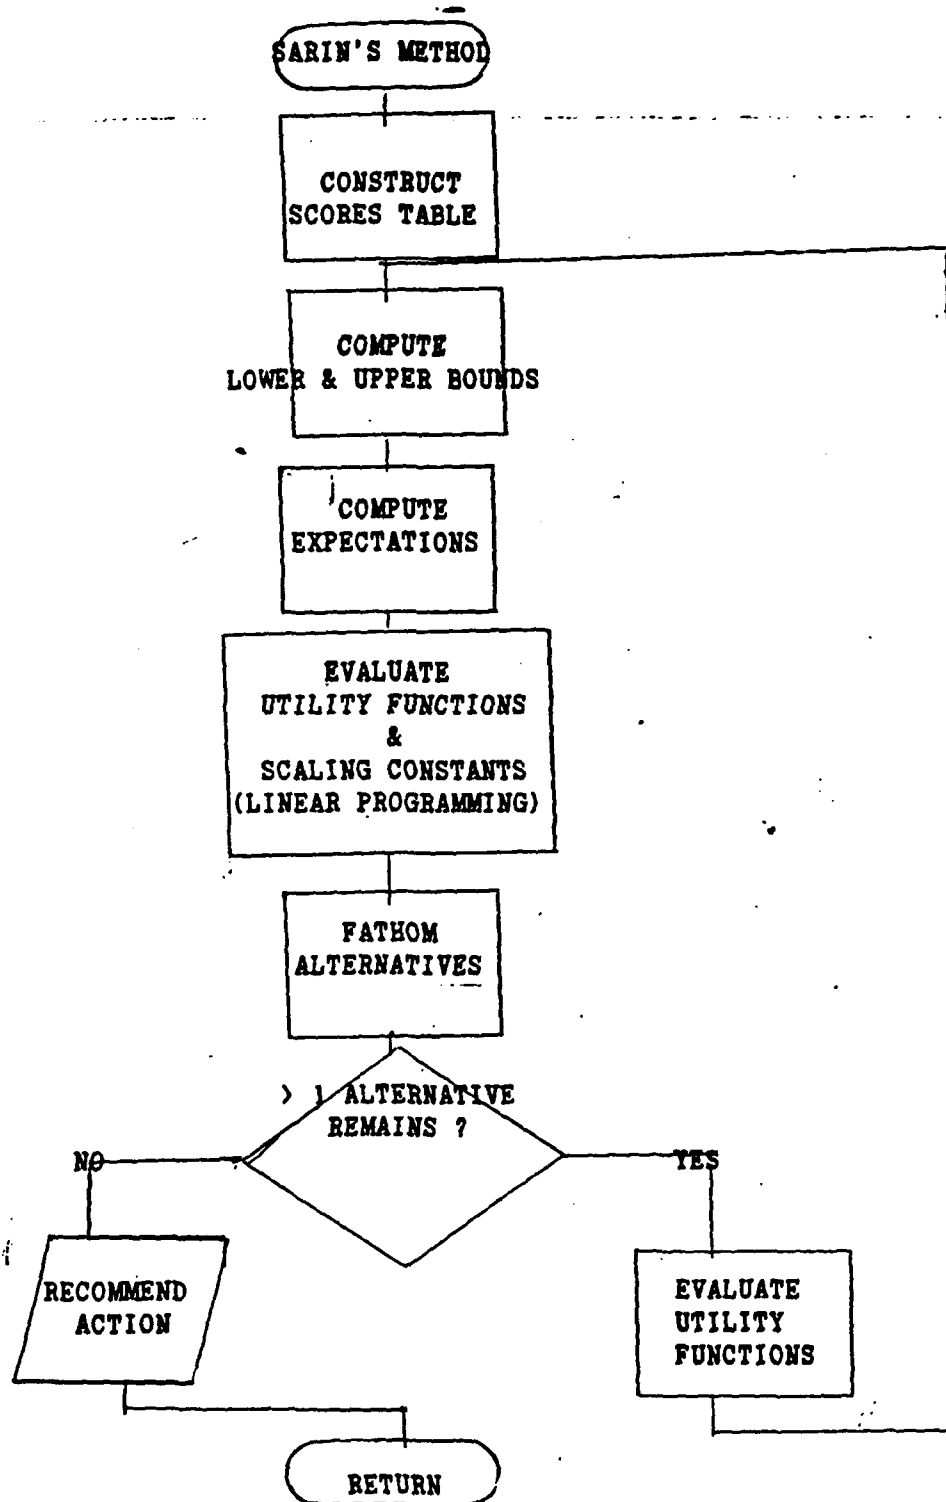 SARIN'S METHOD
CONSTRUCT
SCORES TABLE
COMPUTE
LOWER & UPPER BOUNDS
COMPUTE
EXPECTATIONS
EVALUATE
UTILITY FUNCTIONS
&
SCALING CONSTANTS
(LINEAR PROGRAMMING)
FATHOM
ALTERNATIVES
> 1 ALTERNATIVE
REMAINS ?
NO
YES
RECOMMEND
ACTION
EVALUATE
UTILITY
FUNCTIONS
RETURN